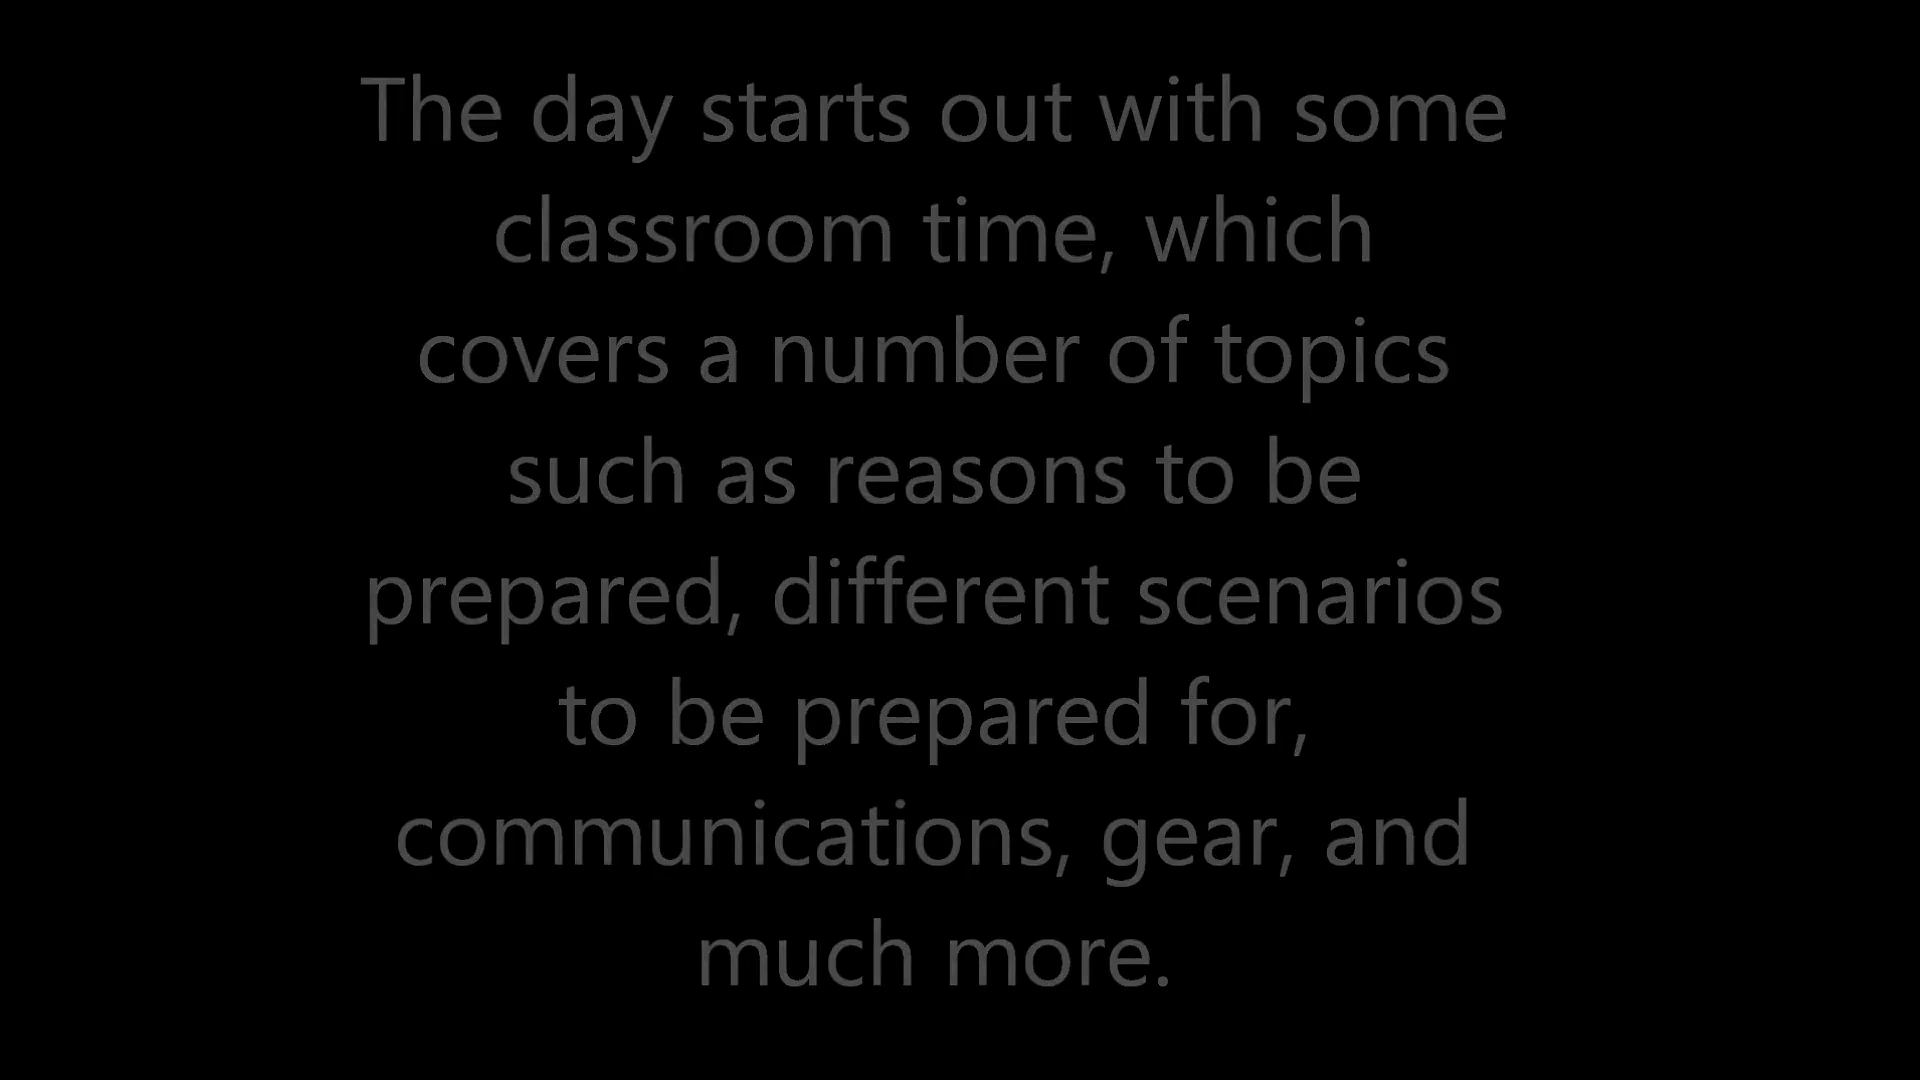 The day starts out with some
classroom time, which
covers a number of topics
such as reasons to be
prepared, different scenarios
to be prepared for,
communications, gear, and
much more.